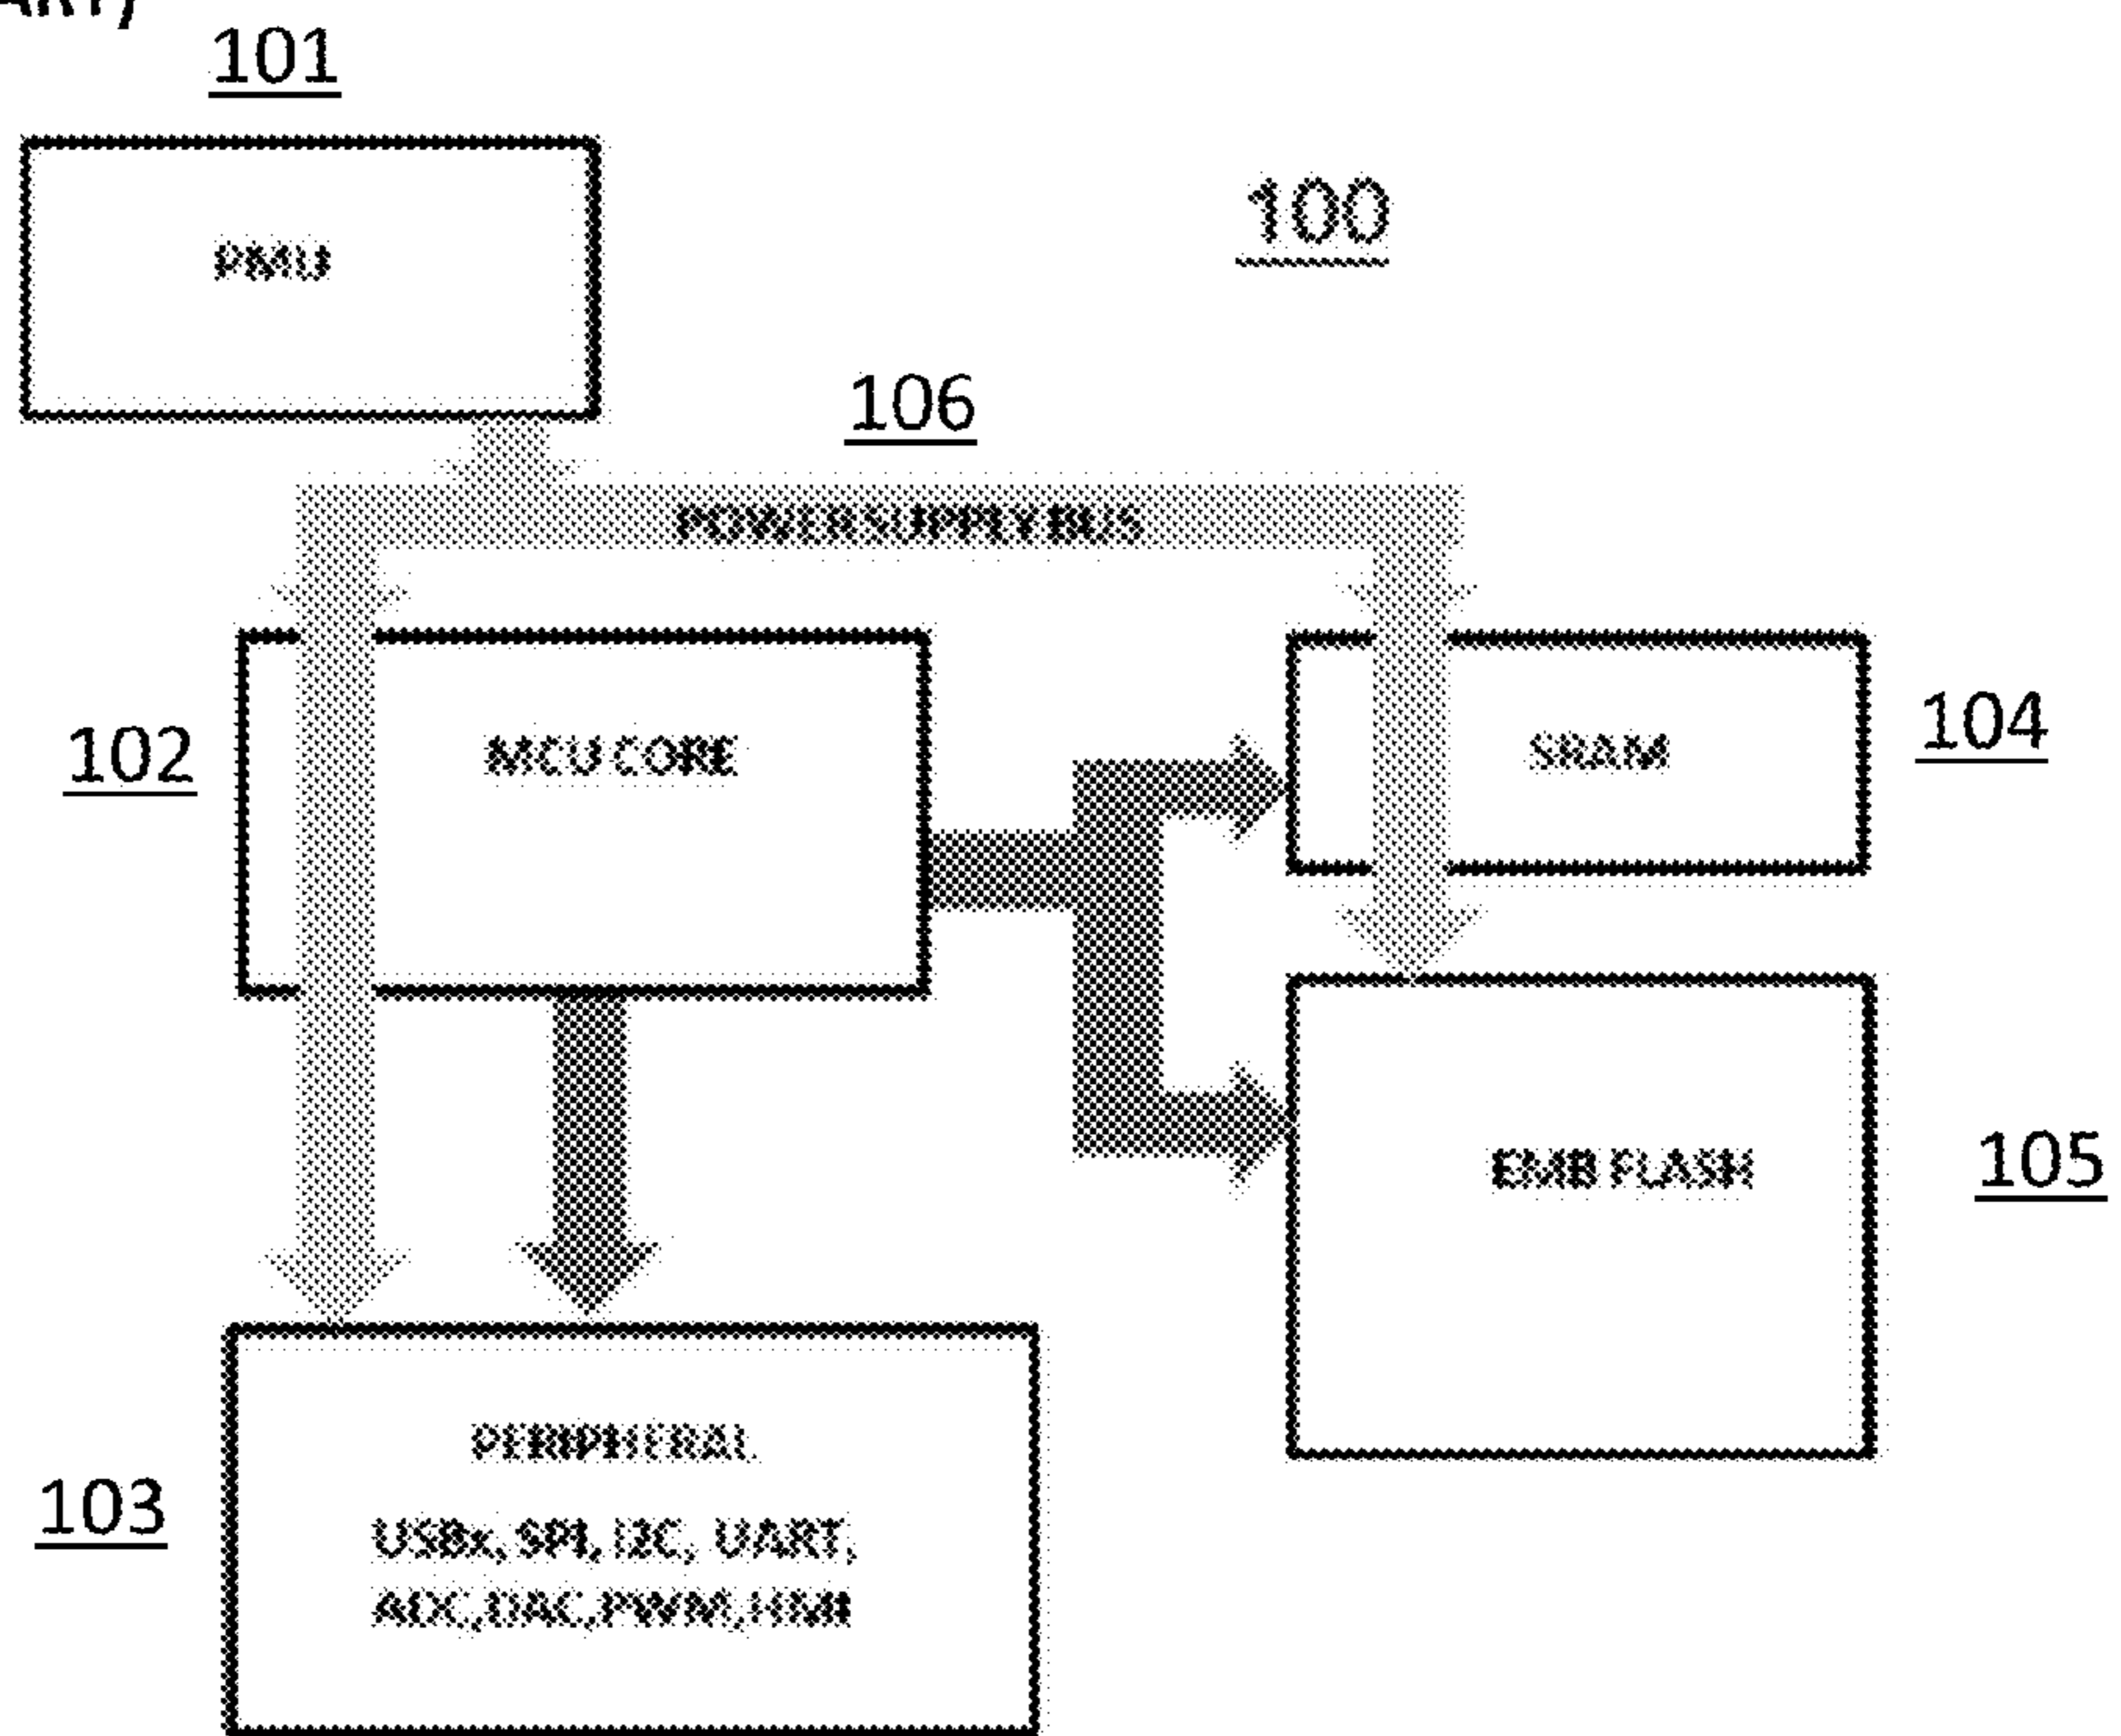 ART)
101
PMU
100
106
POWER SUPPLY BUS
102
MCU CORE
SRAM
104
EMB FLASH
105
PERIPHERAL
103
USBx, SPI, I2C, UART,
ADC,DAC,PWM,HMI